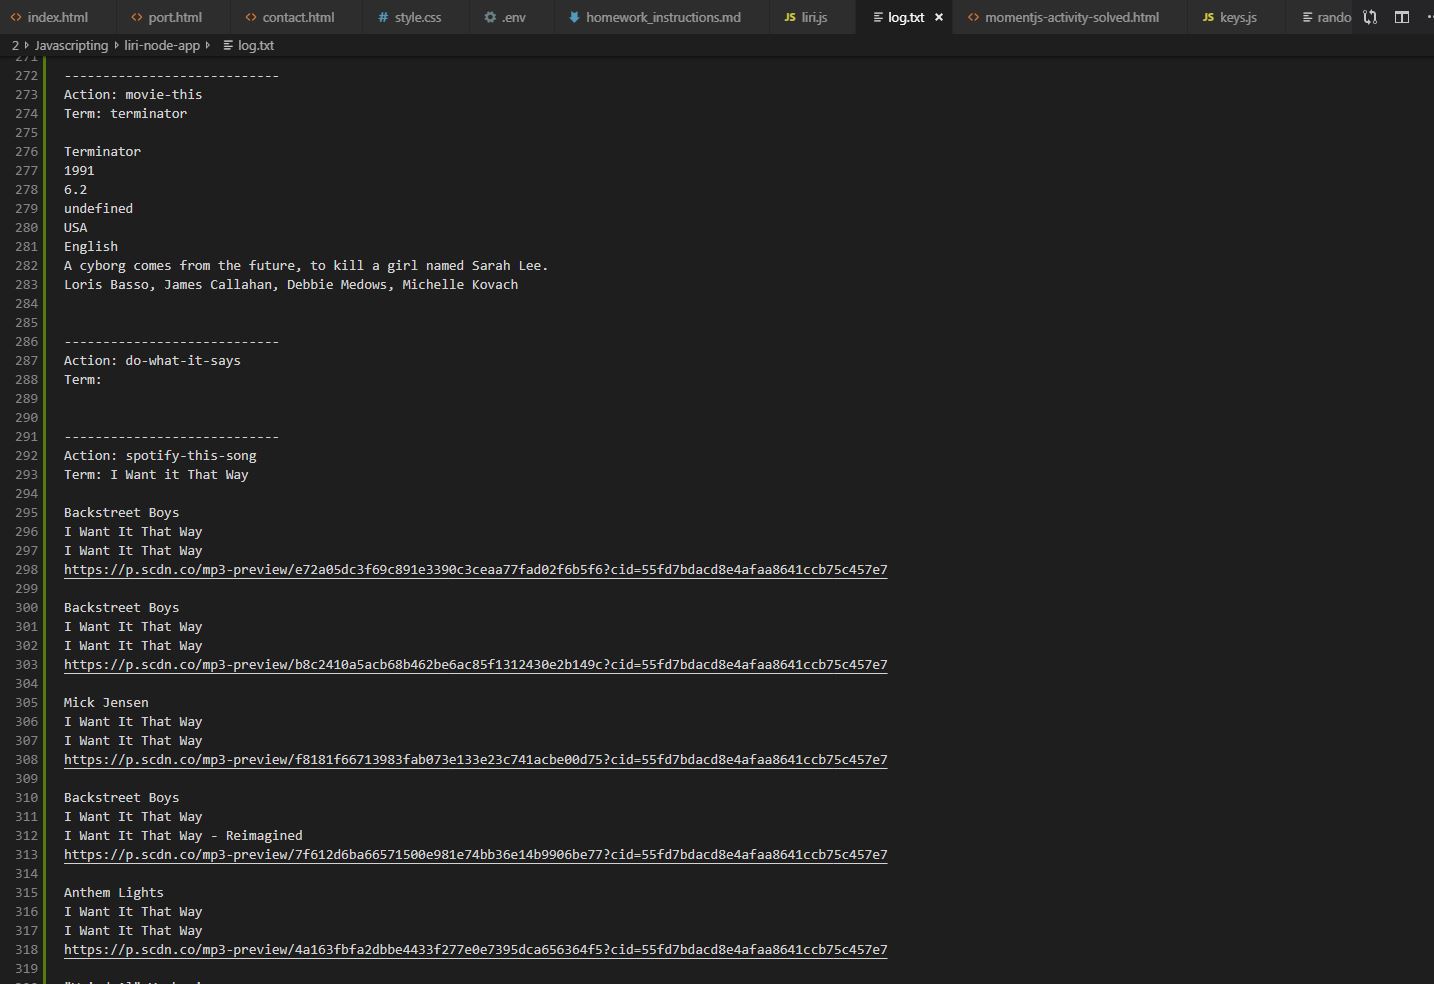 index.html port.html contact.html # style.css .env homework_instructions.md JS liri.js log.txt × momentjs-activity-solved.html JS keys.js rando
2 Javascripting liri-node-app log.txt
271
272 ----------------------------
273 Action: movie-this
274 Term: terminator
275
276 Terminator
277 1991
278 6.2
279 undefined
280 USA
281 English
282 A cyborg comes from the future, to kill a girl named Sarah Lee.
283 Loris Basso, James Callahan, Debbie Medows, Michelle Kovach
284
285
286 ----------------------------
287 Action: do-what-it-says
288 Term:
289
290
291 ----------------------------
292 Action: spotify-this-song
293 Term: I Want it That Way
294
295 Backstreet Boys
296 I Want It That Way
297 I Want It That Way
298 https://p.scdn.co/mp3-preview/e72a05dc3f69c891e3390c3ceaa77fad02f6b5f6?cid=55fd7bdacd8e4afaa8641ccb75c457e7
299
300 Backstreet Boys
301 I Want It That Way
302 I Want It That Way
303 https://p.scdn.co/mp3-preview/b8c2410a5acb68b462be6ac85f1312430e2b149c?cid=55fd7bdacd8e4afaa8641ccb75c457e7
304
305 Mick Jensen
306 I Want It That Way
307 I Want It That Way
308 https://p.scdn.co/mp3-preview/f8181f66713983fab073e133e23c741acbe00d75?cid=55fd7bdacd8e4afaa8641ccb75c457e7
309
310 Backstreet Boys
311 I Want It That Way
312 I Want It That Way - Reimagined
313 https://p.scdn.co/mp3-preview/7f612d6ba66571500e981e74bb36e14b9906be77?cid=55fd7bdacd8e4afaa8641ccb75c457e7
314
315 Anthem Lights
316 I Want It That Way
317 I Want It That Way
318 https://p.scdn.co/mp3-preview/4a163fbfa2dbbe4433f277e0e7395dca656364f5?cid=55fd7bdacd8e4afaa8641ccb75c457e7
319